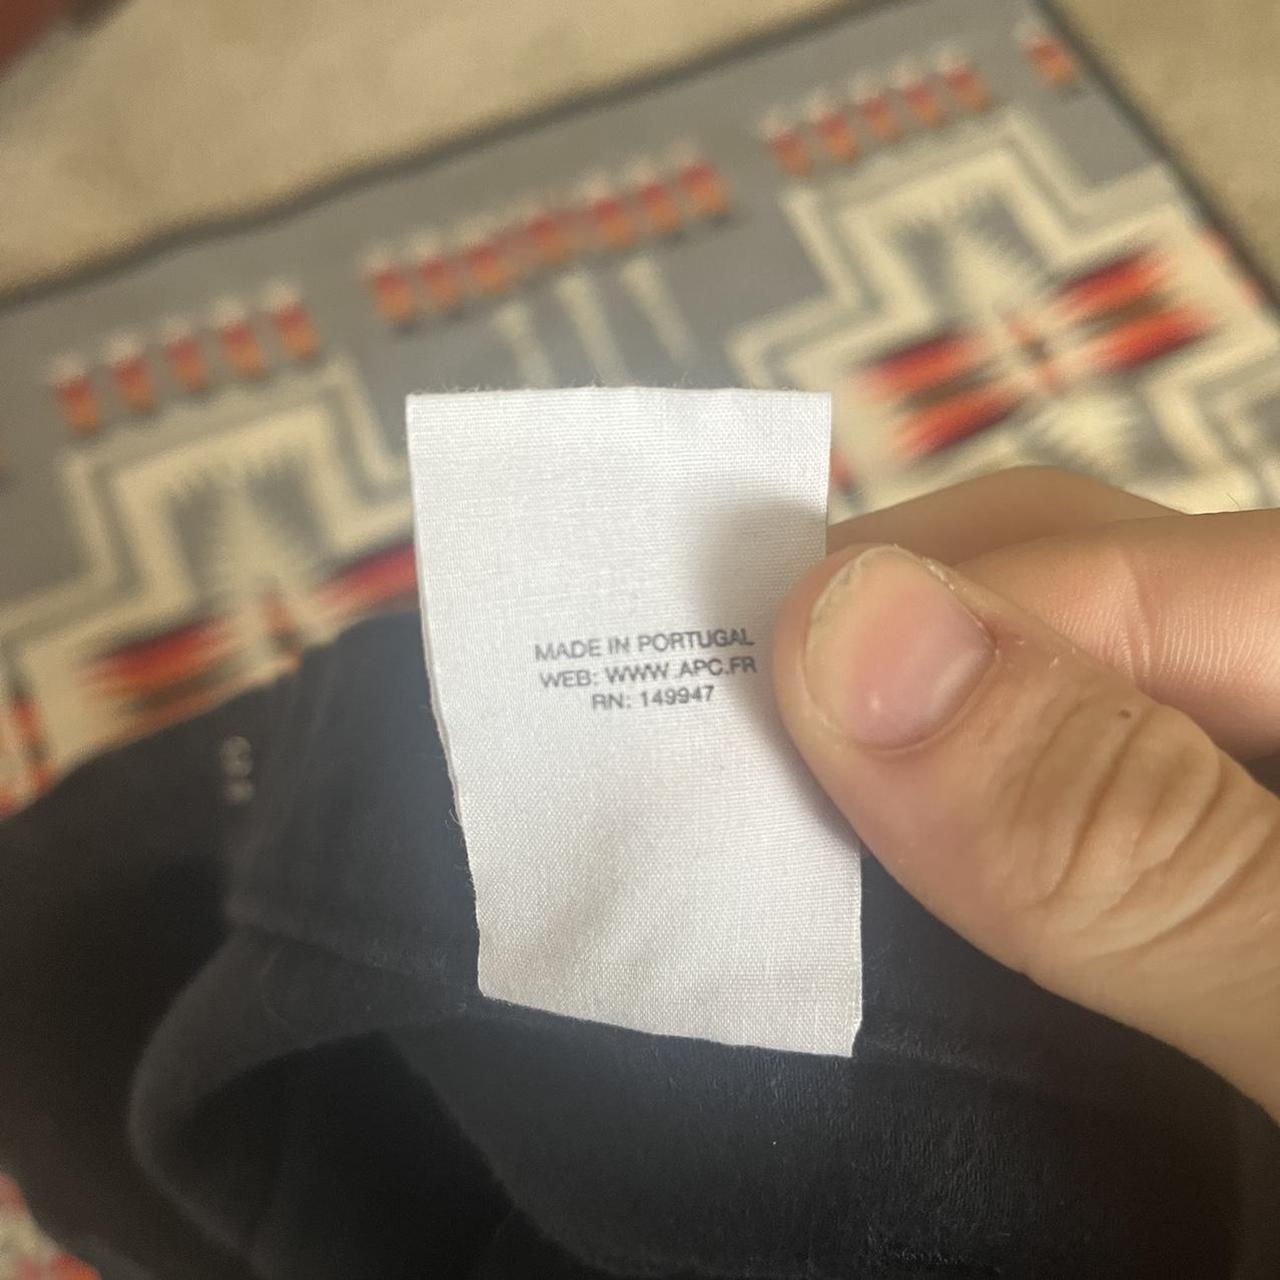 MADE IN PORTUGAL
WEB: WWW.APC.FR
RN: 149947